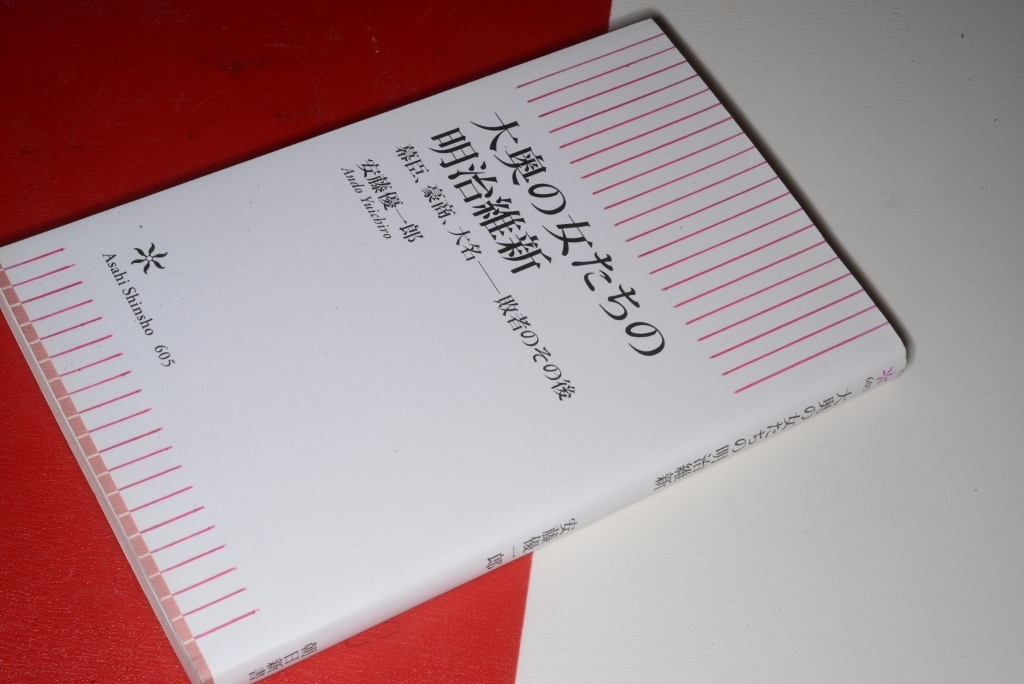 大奥の女たちの
明治維新
幕臣、豪商、大名――敗者のその後
安藤優一郎
Ando Yuichiro
Asahi Shinsho 605
605
大奥の女たちの 明治維新
安藤優一郎
朝日新書